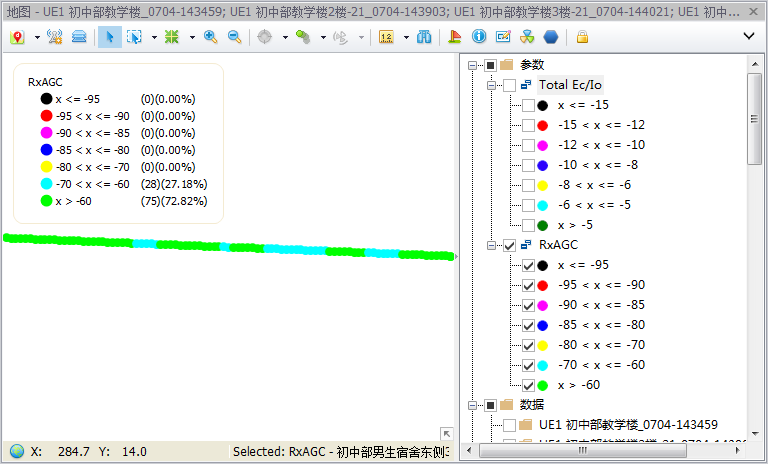 地图 - UE1 初中部教学楼_0704-143459; UE1 初中部教学楼2楼-21_0704-143903; UE1 初中部教学楼3楼-21_0704-144021; UE1 初中...
12
RxAGC
x <= -95 (0)(0.00%)
-95 < x <= -90 (0)(0.00%)
-90 < x <= -85 (0)(0.00%)
-85 < x <= -80 (0)(0.00%)
-80 < x <= -70 (0)(0.00%)
-70 < x <= -60 (28)(27.18%)
x > -60 (75)(72.82%)
参数
Total Ec/Io
x <= -15
-15 < x <= -12
-12 < x <= -10
-10 < x <= -8
-8 < x <= -6
-6 < x <= -5
x > -5
RxAGC
x <= -95
-95 < x <= -90
-90 < x <= -85
-85 < x <= -80
-80 < x <= -70
-70 < x <= -60
x > -60
数据
UE1 初中部教学楼_0704-143459
X: 284.7 Y: 14.0 Selected: RxAGC - 初中部男生宿舍东侧